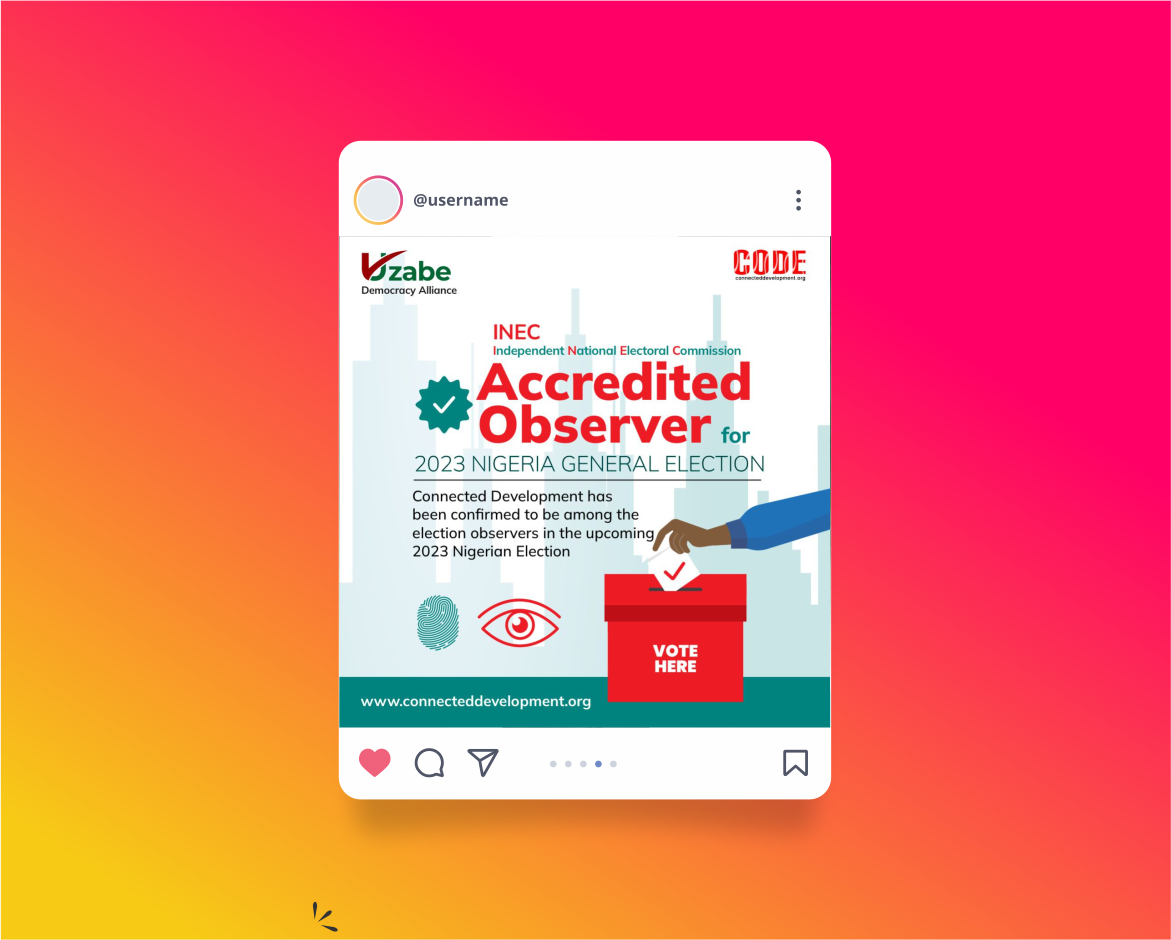 @username
Uzabe
Democracy Alliance
CODE
connecteddevelopment.org
INEC
Independent National Electoral Commission
Accredited
Observer for
2023 NIGERIA GENERAL ELECTION
Connected Development has
been confirmed to be among the
election observers in the upcoming
2023 Nigerian Election
VOTE
HERE
www.connecteddevelopment.org